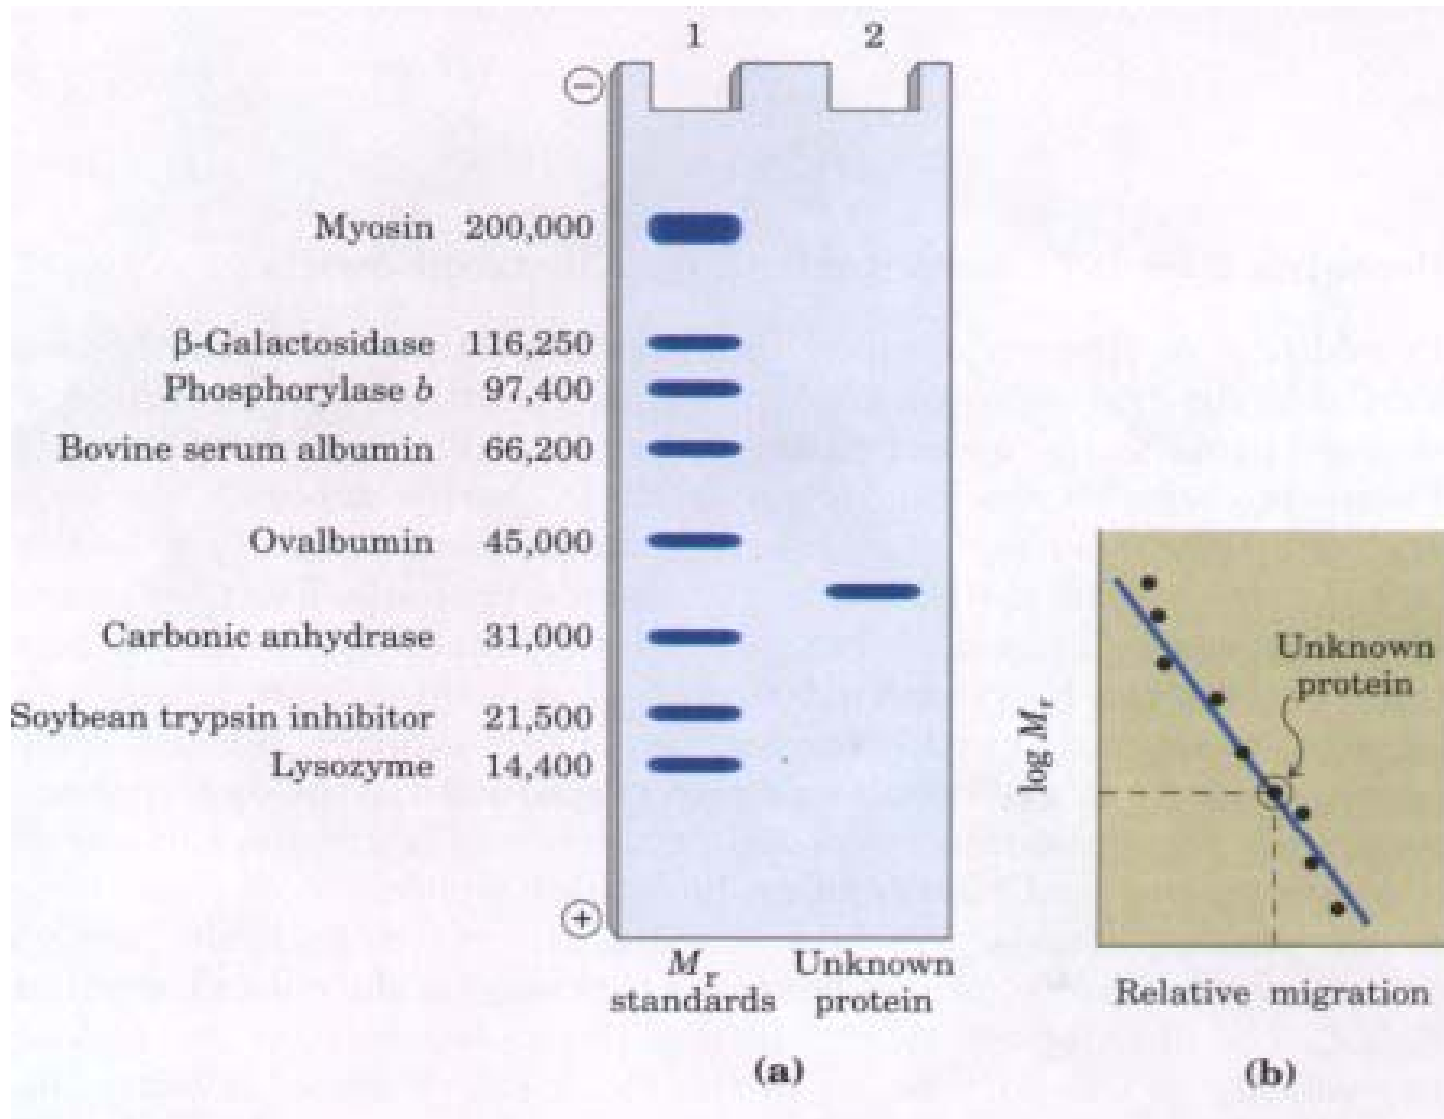 1 2
−
Myosin 200,000
β-Galactosidase 116,250
Phosphorylase b 97,400
Bovine serum albumin 66,200
Ovalbumin 45,000
Carbonic anhydrase 31,000
Soybean trypsin inhibitor 21,500
Lysozyme 14,400
+
Mr
standards
Unknown
protein
(a)
Unknown
protein
log Mr
Relative migration
(b)